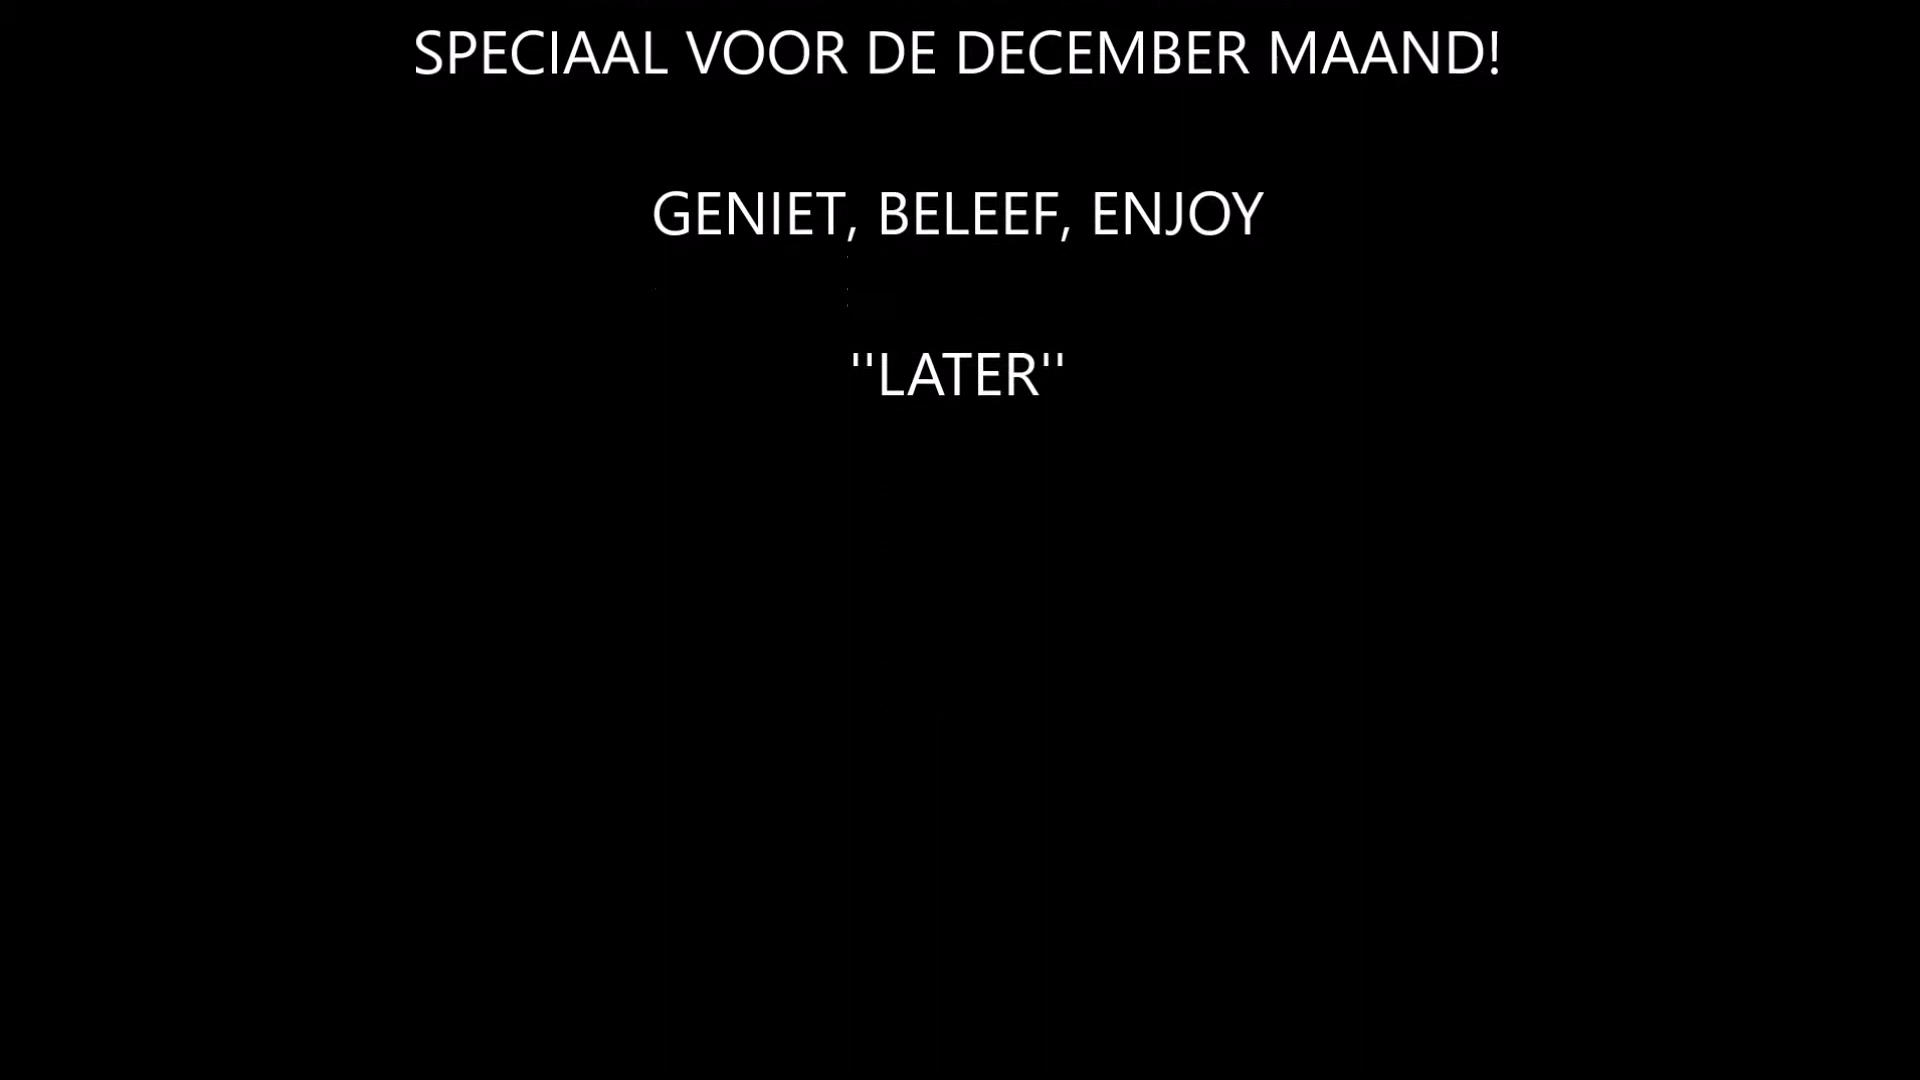 SPECIAAL VOOR DE DECEMBER MAAND!
GENIET, BELEEF, ENJOY
''LATER''